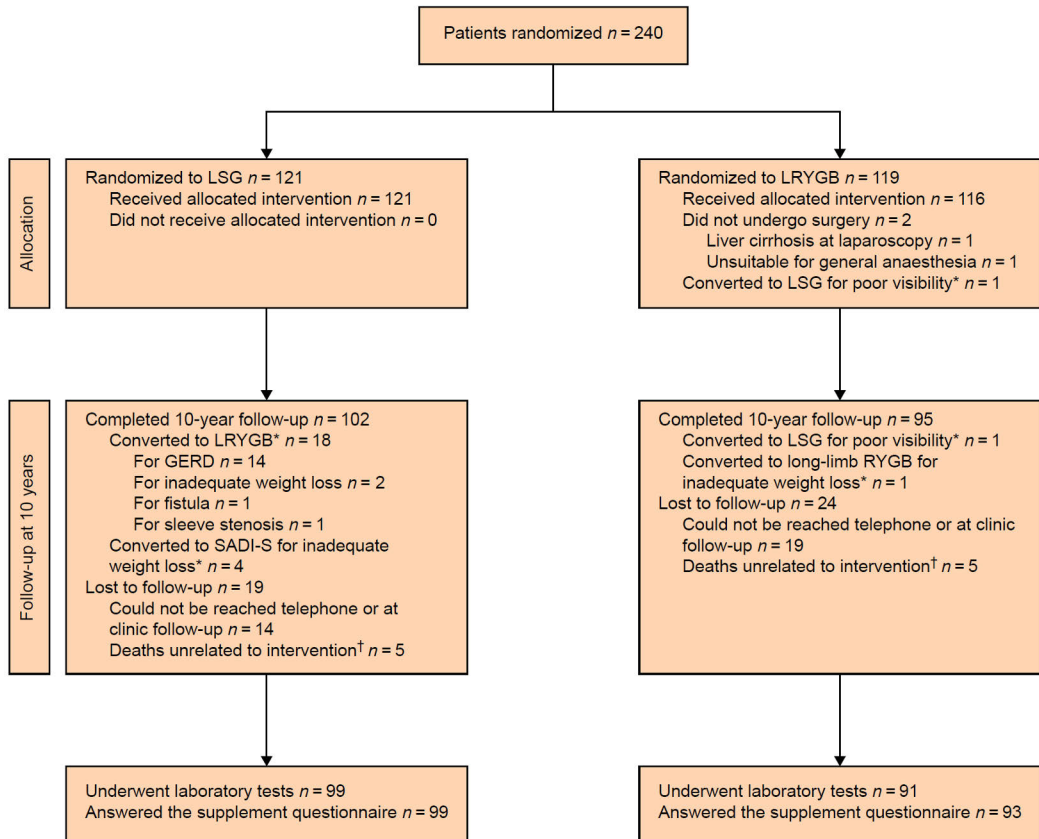 Patients randomized n = 240
Allocation
Randomized to LSG n = 121
Received allocated intervention n = 121
Did not receive allocated intervention n = 0
Randomized to LRYGB n = 119
Received allocated intervention n = 116
Did not undergo surgery n = 2
Liver cirrhosis at laparoscopy n = 1
Unsuitable for general anaesthesia n = 1
Converted to LSG for poor visibility* n = 1
Follow-up at 10 years
Completed 10-year follow-up n = 102
Converted to LRYGB* n = 18
For GERD n = 14
For inadequate weight loss n = 2
For fistula n = 1
For sleeve stenosis n = 1
Converted to SADI-S for inadequate
weight loss* n = 4
Lost to follow-up n = 19
Could not be reached telephone or at
clinic follow-up n = 14
Deaths unrelated to intervention† n = 5
Completed 10-year follow-up n = 95
Converted to LSG for poor visibility* n = 1
Converted to long-limb RYGB for
inadequate weight loss* n = 1
Lost to follow-up n = 24
Could not be reached telephone or at clinic
follow-up n = 19
Deaths unrelated to intervention† n = 5
Underwent laboratory tests n = 99
Answered the supplement questionnaire n = 99
Underwent laboratory tests n = 91
Answered the supplement questionnaire n = 93